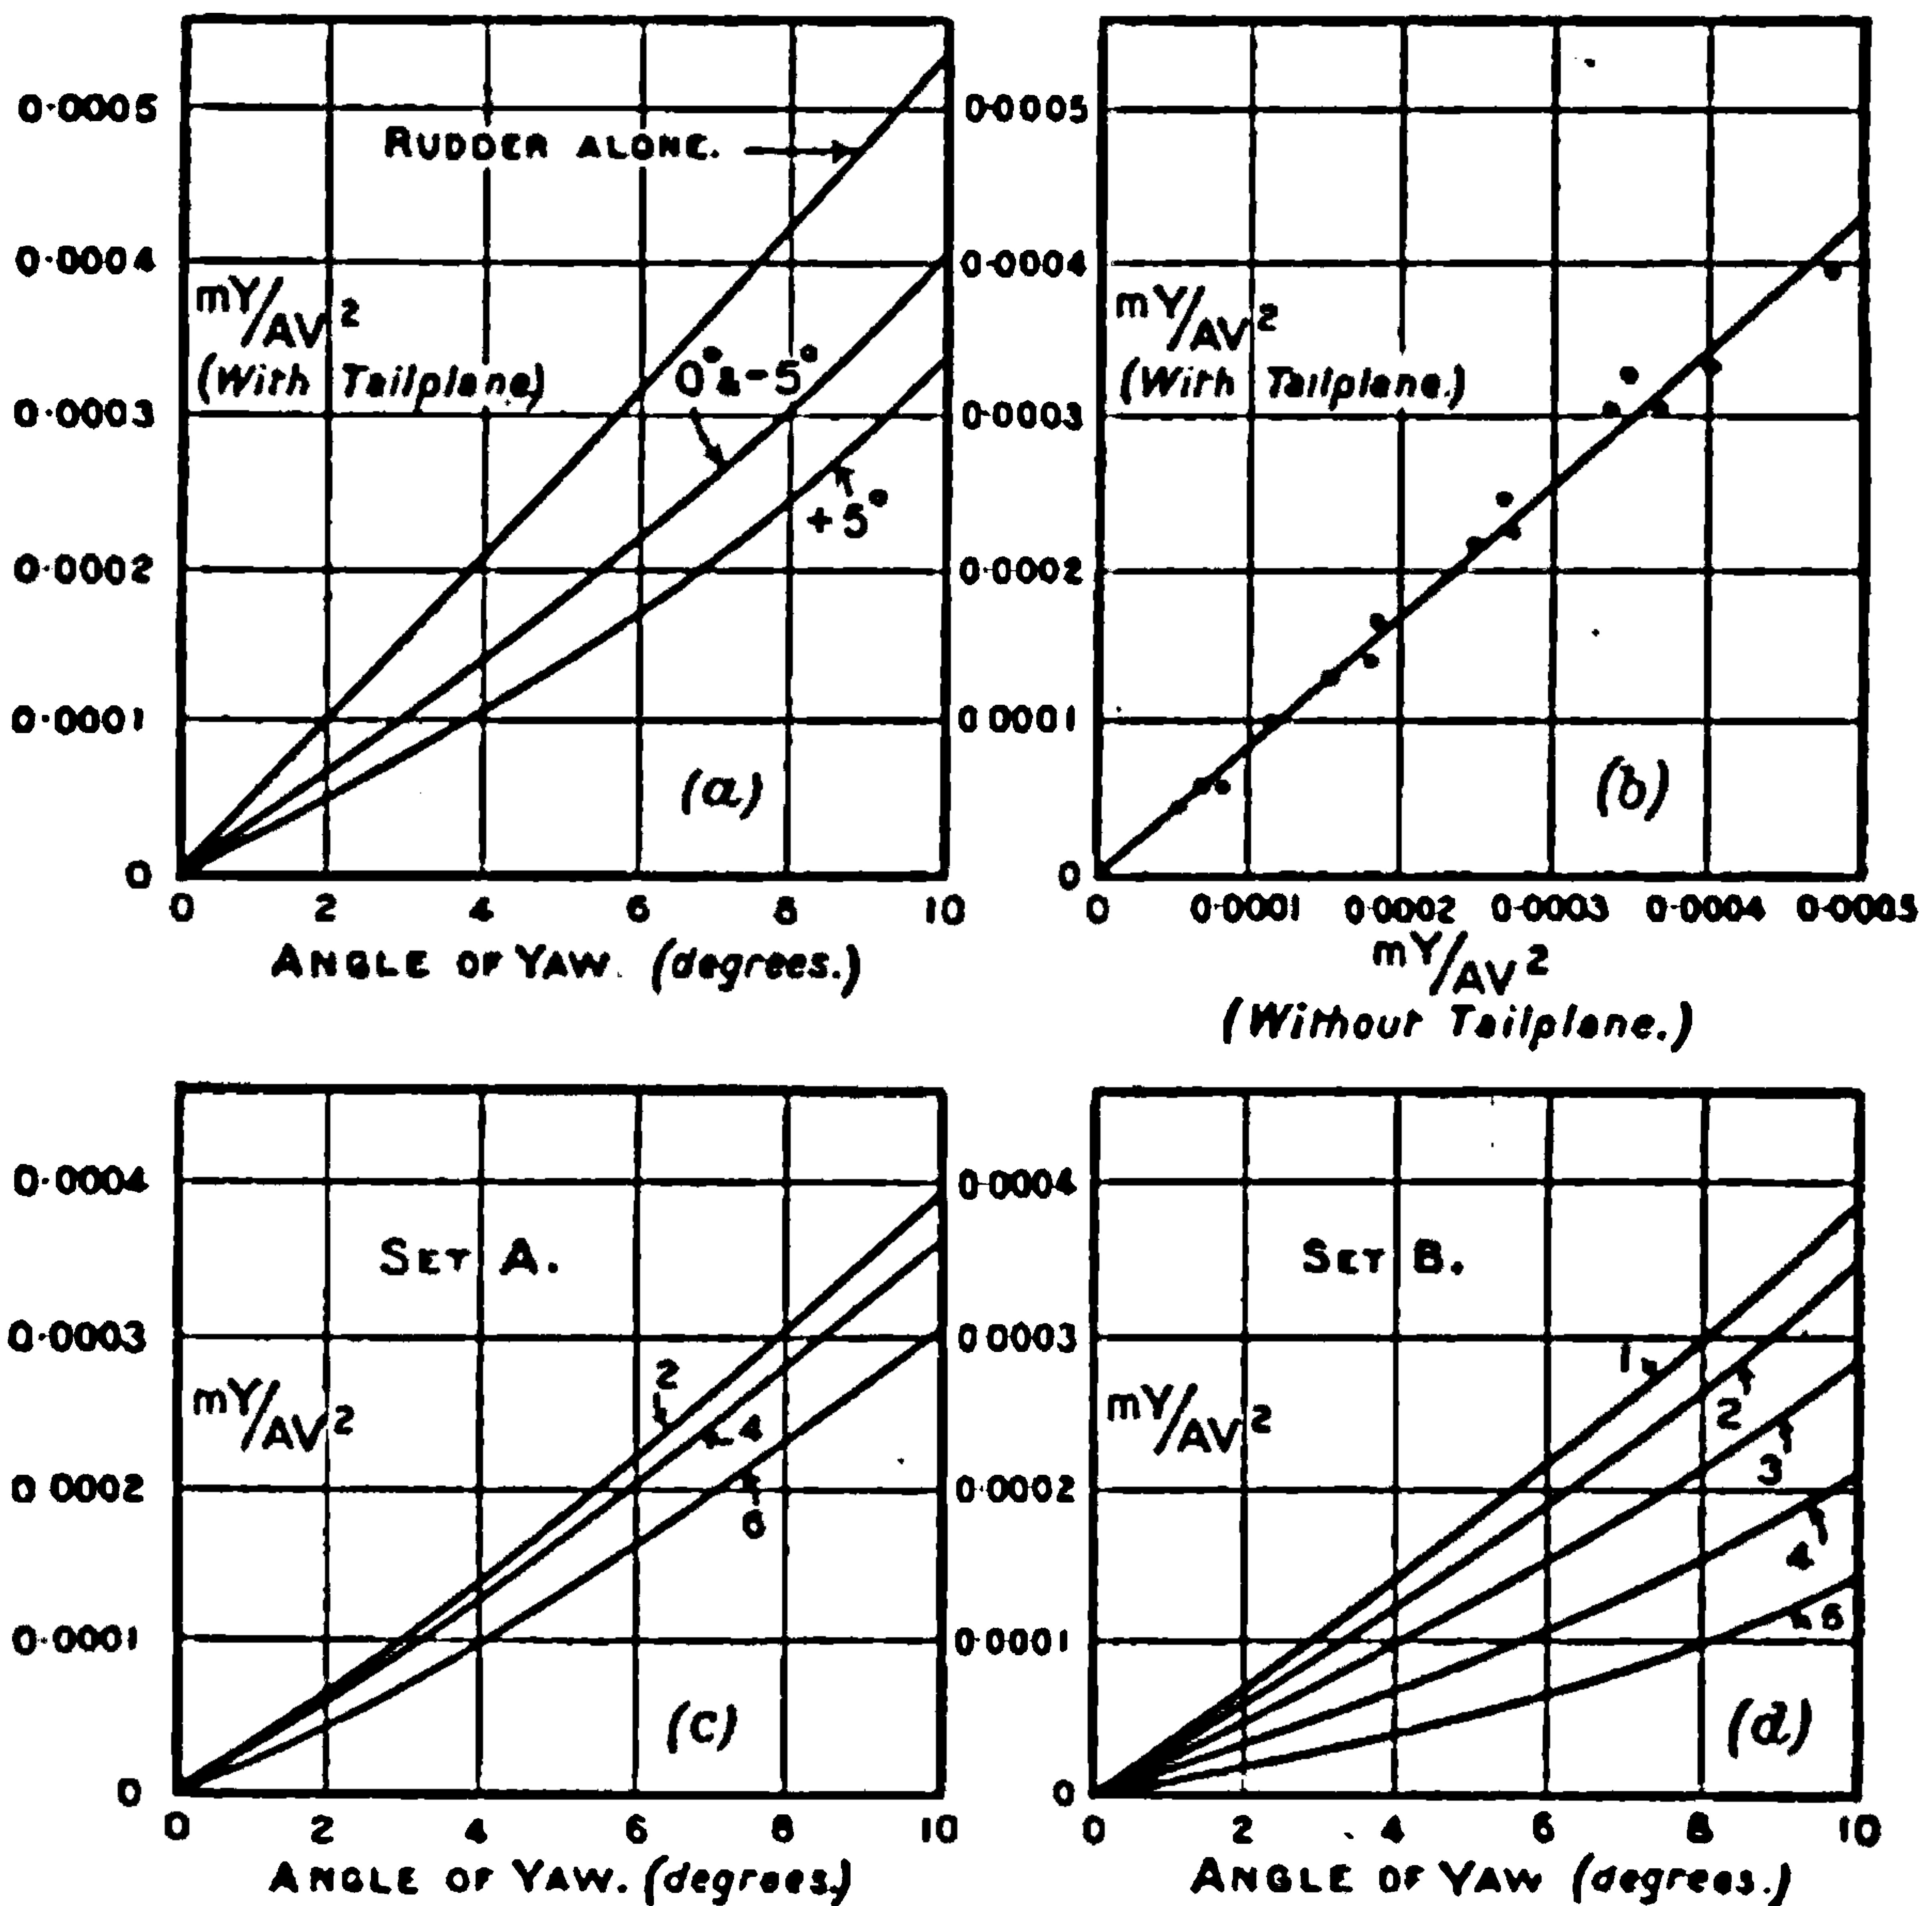 0·0005
0·0004
0·0003
0·0002
0·0001
0
RUDDER ALONE.
mY/AV²
(With Tailplane)
0° & -5°
+5°
(a)
0 2 4 6 8 10
ANGLE OF YAW. (degrees.)
0·0005
0·0004
0·0003
0·0002
0·0001
0
mY/AV²
(With Tailplane.)
(b)
0 0·0001 0·0002 0·0003 0·0004 0·0005
mY/AV²
(Without Tailplane.)
0·0004
0·0003
0·0002
0·0001
0
SET A.
mY/AV²
2
4
6
(c)
0 2 4 6 8 10
ANGLE OF YAW. (degrees.)
0·0004
0·0003
0·0002
0·0001
0
SET B.
mY/AV²
1
2
3
4
(d)
0 2 4 6 8 10
ANGLE OF YAW (degrees.)